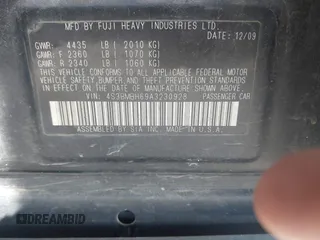 MFD. BY FUJI HEAVY INDUSTRIES LTD.
DATE: 12/09
GVWR: 4435 LB (2010 KG)
GAWR: F 2360 LB (1070 KG)
GAWR: R 2340 LB (1060 KG)
THIS VEHICLE CONFORMS TO ALL APPLICABLE FEDERAL MOTOR
VEHICLE SAFETY, BUMPER AND THEFT PREVENTION STANDARDS
IN EFFECT ON THE DATE OF MANUFACTURE SHOWN ABOVE.
VIN: 4S3BMBH69A3230928 PASSENGER CAR
ASSEMBLED BY SIA INC. MADE IN U.S.A.
DREAMBID